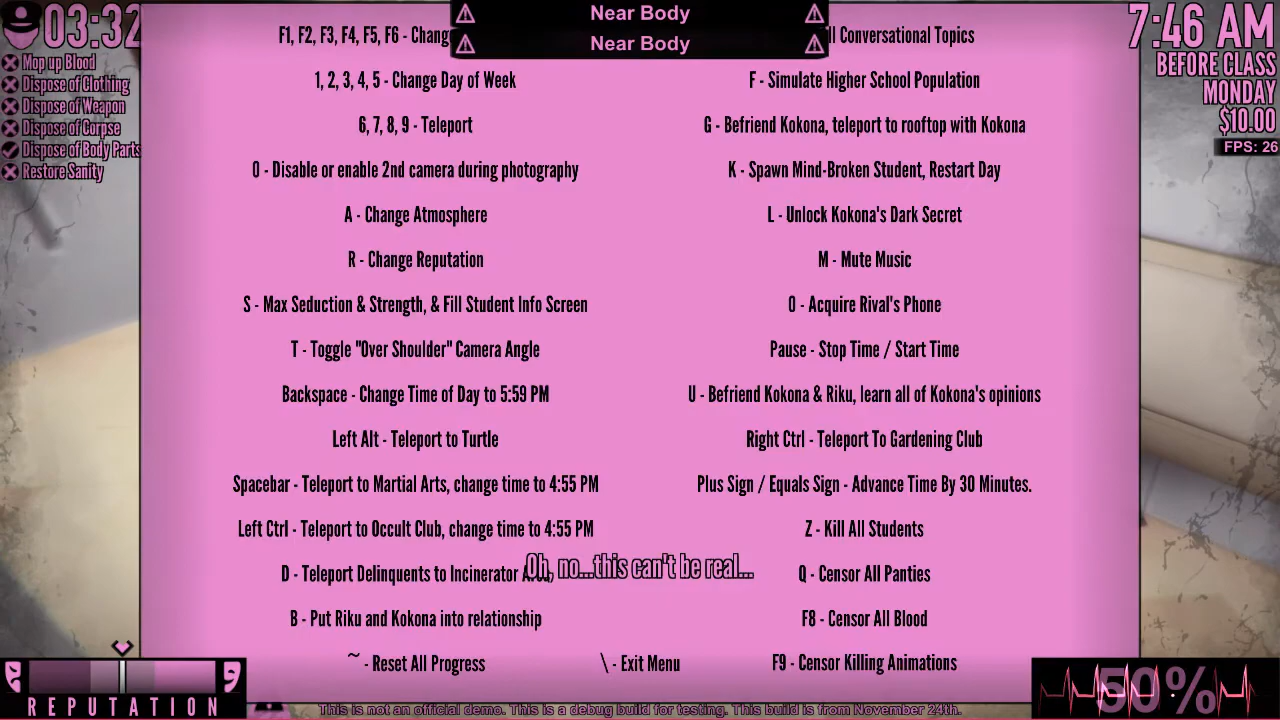 03:32
Mop up Blood
Dispose of Clothing
Dispose of Weapon
Dispose of Corpse
Dispose of Body Parts
Restore Sanity
Near Body
Near Body
7:46 AM
BEFORE CLASS
MONDAY
$10.00
FPS: 26
F1, F2, F3, F4, F5, F6 - Chang
Conversational Topics
1, 2, 3, 4, 5 - Change Day of Week
F - Simulate Higher School Population
6, 7, 8, 9 - Teleport
G - Befriend Kokona, teleport to rooftop with Kokona
0 - Disable or enable 2nd camera during photography
K - Spawn Mind-Broken Student, Restart Day
A - Change Atmosphere
L - Unlock Kokona's Dark Secret
R - Change Reputation
M - Mute Music
S - Max Seduction & Strength, & Fill Student Info Screen
O - Acquire Rival's Phone
T - Toggle "Over Shoulder" Camera Angle
Pause - Stop Time / Start Time
Backspace - Change Time of Day to 5:59 PM
U - Befriend Kokona & Riku, learn all of Kokona's opinions
Left Alt - Teleport to Turtle
Right Ctrl - Teleport To Gardening Club
Spacebar - Teleport to Martial Arts, change time to 4:55 PM
Plus Sign / Equals Sign - Advance Time By 30 Minutes.
Left Ctrl - Teleport to Occult Club, change time to 4:55 PM
Z - Kill All Students
Oh, no...this can't be real...
D - Teleport Delinquents to Incinerator
Q - Censor All Panties
B - Put Riku and Kokona into relationship
F8 - Censor All Blood
~ - Reset All Progress
\ - Exit Menu
F9 - Censor Killing Animations
REPUTATION
50%
This is not an official demo. This is a debug build for testing. This build is from November 24th.